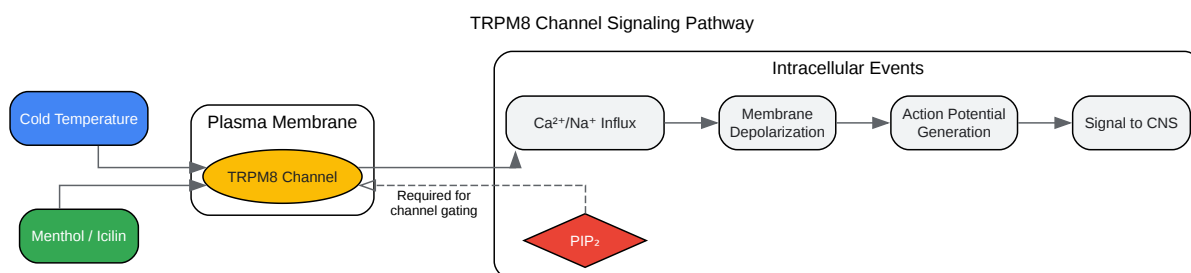 TRPM8 Channel Signaling Pathway
Intracellular Events
Cold Temperature
Plasma Membrane
Ca²⁺/Na⁺ Influx
Membrane
Depolarization
Action Potential
Generation
Signal to CNS
TRPM8 Channel
Required for
channel gating
Menthol / Icilin
PIP₂